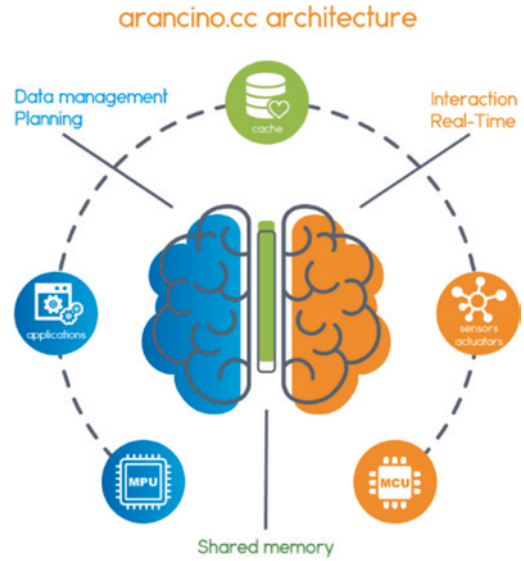 arancino.cc architecture
Data management
Planning
cache
Interaction
Real-Time
applications
sensors
actuators
MPU
MCU
Shared memory